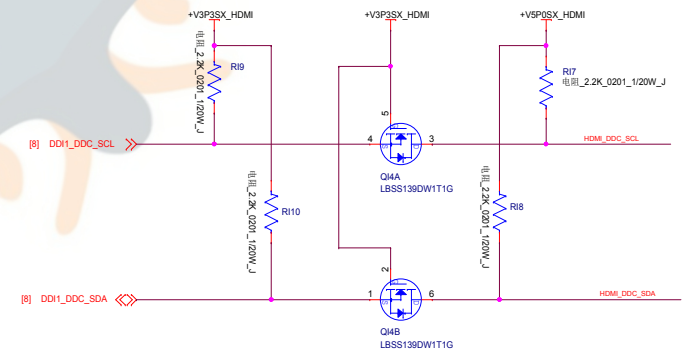 +V3P3SX_HDMI
+V3P3SX_HDMI
+V5P0SX_HDMI
电阻_2.2K_0201_1/20W_J
RI9
RI7
电阻_2.2K_0201_1/20W_J
5
G
[8] DDI1_DDC_SCL
4
S
D
3
HDMI_DDC_SCL
QI4A
LBSS139DW1T1G
电阻_2.2K_0201_1/20W_J
RI10
电阻_2.2K_0201_1/20W_J
RI8
2
G
[8] DDI1_DDC_SDA
1
S
D
6
HDMI_DDC_SDA
QI4B
LBSS139DW1T1G